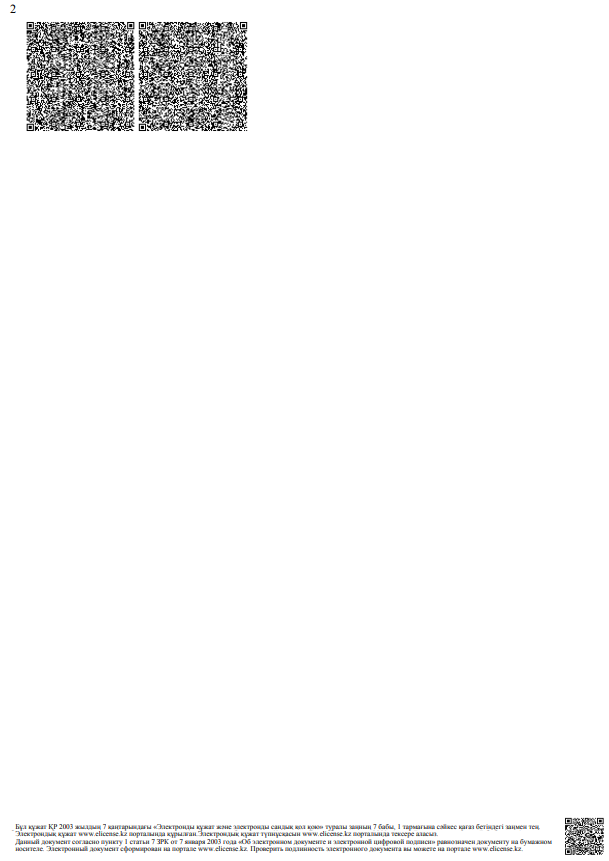 2
Бұл құжат ҚР 2003 жылдың 7 қаңтарындағы «Электронды құжат және электронды сандық қол қою» туралы заңның 7 бабы, 1 тармағына сәйкес қағаз бетіндегі заңмен тең.
Электрондық құжат www.elicense.kz порталында құрылған.Электрондық құжат түпнұсқасын www.elicense.kz порталында тексере аласыз.
Данный документ согласно пункту 1 статьи 7 ЗРК от 7 января 2003 года «Об электронном документе и электронной цифровой подписи» равнозначен документу на бумажном
носителе. Электронный документ сформирован на портале www.elicense.kz. Проверить подлинность электронного документа вы можете на портале www.elicense.kz.